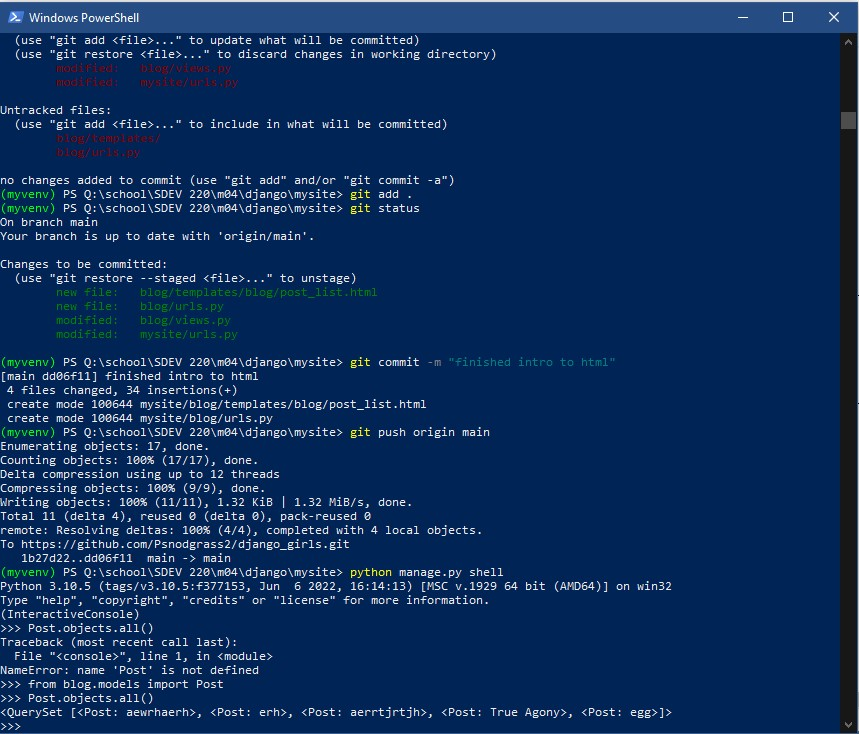 Windows PowerShell
(use "git add <file>..." to update what will be committed)
(use "git restore <file>..." to discard changes in working directory)
modified: blog/views.py
modified: mysite/urls.py
Untracked files:
(use "git add <file>..." to include in what will be committed)
blog/templates/
blog/urls.py
no changes added to commit (use "git add" and/or "git commit -a")
(myvenv) PS Q:\school\SDEV 220\m04\django\mysite> git add .
(myvenv) PS Q:\school\SDEV 220\m04\django\mysite> git status
On branch main
Your branch is up to date with 'origin/main'.
Changes to be committed:
(use "git restore --staged <file>..." to unstage)
new file: blog/templates/blog/post_list.html
new file: blog/urls.py
modified: blog/views.py
modified: mysite/urls.py
(myvenv) PS Q:\school\SDEV 220\m04\django\mysite> git commit -m "finished intro to html"
[main dd06f11] finished intro to html
4 files changed, 34 insertions(+)
create mode 100644 mysite/blog/templates/blog/post_list.html
create mode 100644 mysite/blog/urls.py
(myvenv) PS Q:\school\SDEV 220\m04\django\mysite> git push origin main
Enumerating objects: 17, done.
Counting objects: 100% (17/17), done.
Delta compression using up to 12 threads
Compressing objects: 100% (9/9), done.
Writing objects: 100% (11/11), 1.32 KiB | 1.32 MiB/s, done.
Total 11 (delta 4), reused 0 (delta 0), pack-reused 0
remote: Resolving deltas: 100% (4/4), completed with 4 local objects.
To https://github.com/Psnodgrass2/django_girls.git
1b27d22..dd06f11 main -> main
(myvenv) PS Q:\school\SDEV 220\m04\django\mysite> python manage.py shell
Python 3.10.5 (tags/v3.10.5:f377153, Jun 6 2022, 16:14:13) [MSC v.1929 64 bit (AMD64)] on win32
Type "help", "copyright", "credits" or "license" for more information.
(InteractiveConsole)
>>> Post.objects.all()
Traceback (most recent call last):
File "<console>", line 1, in <module>
NameError: name 'Post' is not defined
>>> from blog.models import Post
>>> Post.objects.all()
<QuerySet [<Post: aewrhaerh>, <Post: erh>, <Post: aerrtjrtjh>, <Post: True Agony>, <Post: egg>]>
>>>